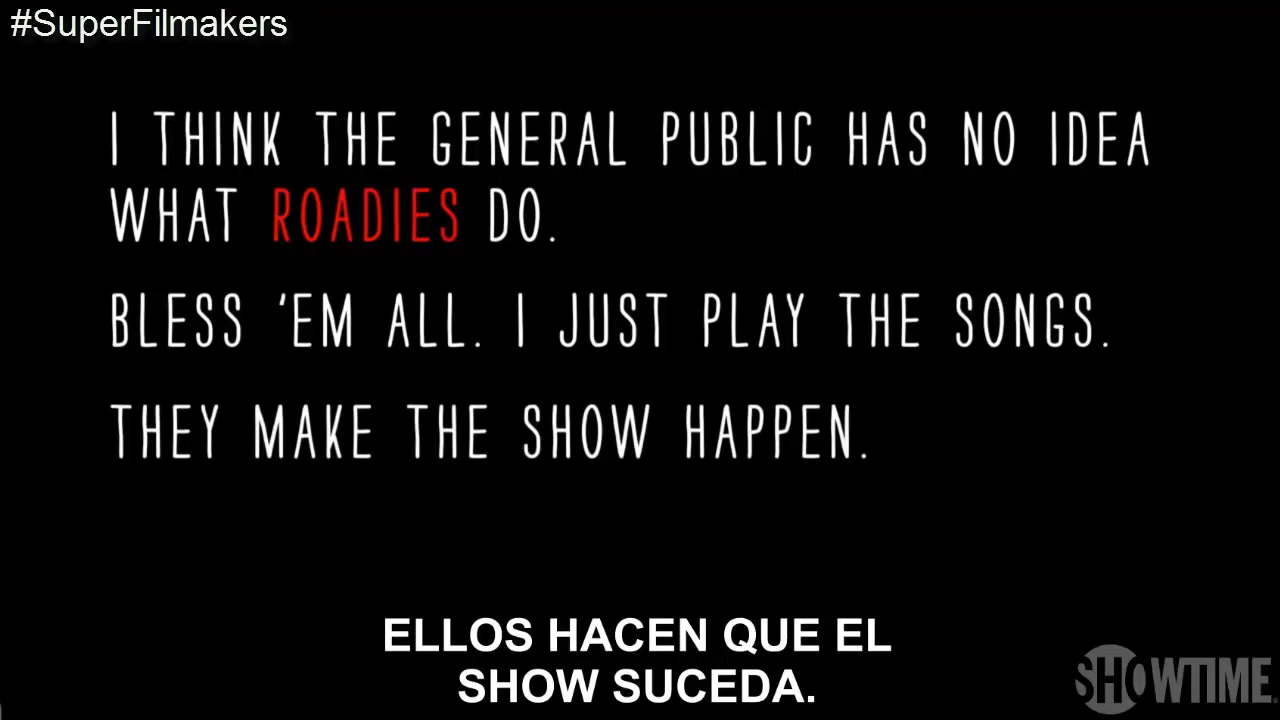 #SuperFilmakers
I THINK THE GENERAL PUBLIC HAS NO IDEA
WHAT ROADIES DO.
BLESS 'EM ALL. I JUST PLAY THE SONGS.
THEY MAKE THE SHOW HAPPEN.
ELLOS HACEN QUE EL
SHOW SUCEDA.
SHOWTIME